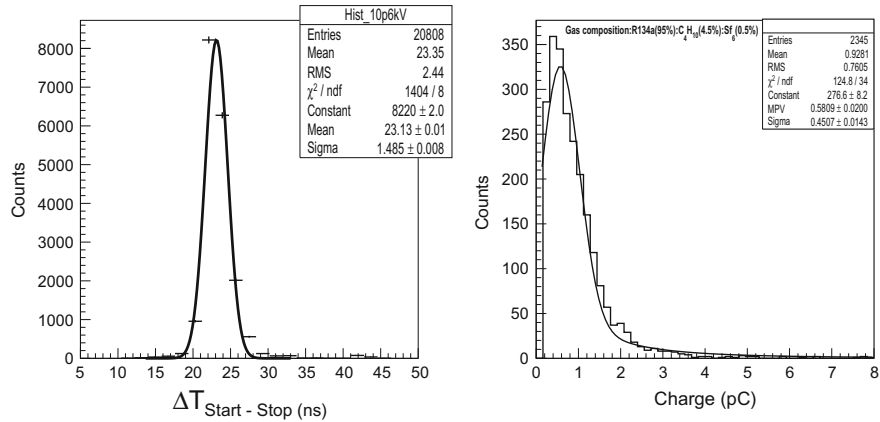 Hist_10p6kV
Entries 20808
Mean 23.35
RMS 2.44
χ² / ndf 1404 / 8
Constant 8220 ± 2.0
Mean 23.13 ± 0.01
Sigma 1.485 ± 0.008
Counts
8000
7000
6000
5000
4000
3000
2000
1000
0
5 10 15 20 25 30 35 40 45 50
ΔT Start - Stop (ns)
Gas composition:R134a(95%):C4H10(4.5%):Sf6(0.5%)
Entries 2345
Mean 0.9281
RMS 0.7605
χ² / ndf 124.8 / 34
Constant 276.6 ± 8.2
MPV 0.5809 ± 0.0200
Sigma 0.4507 ± 0.0143
Counts
350
300
250
200
150
100
50
0
0 1 2 3 4 5 6 7 8
Charge (pC)